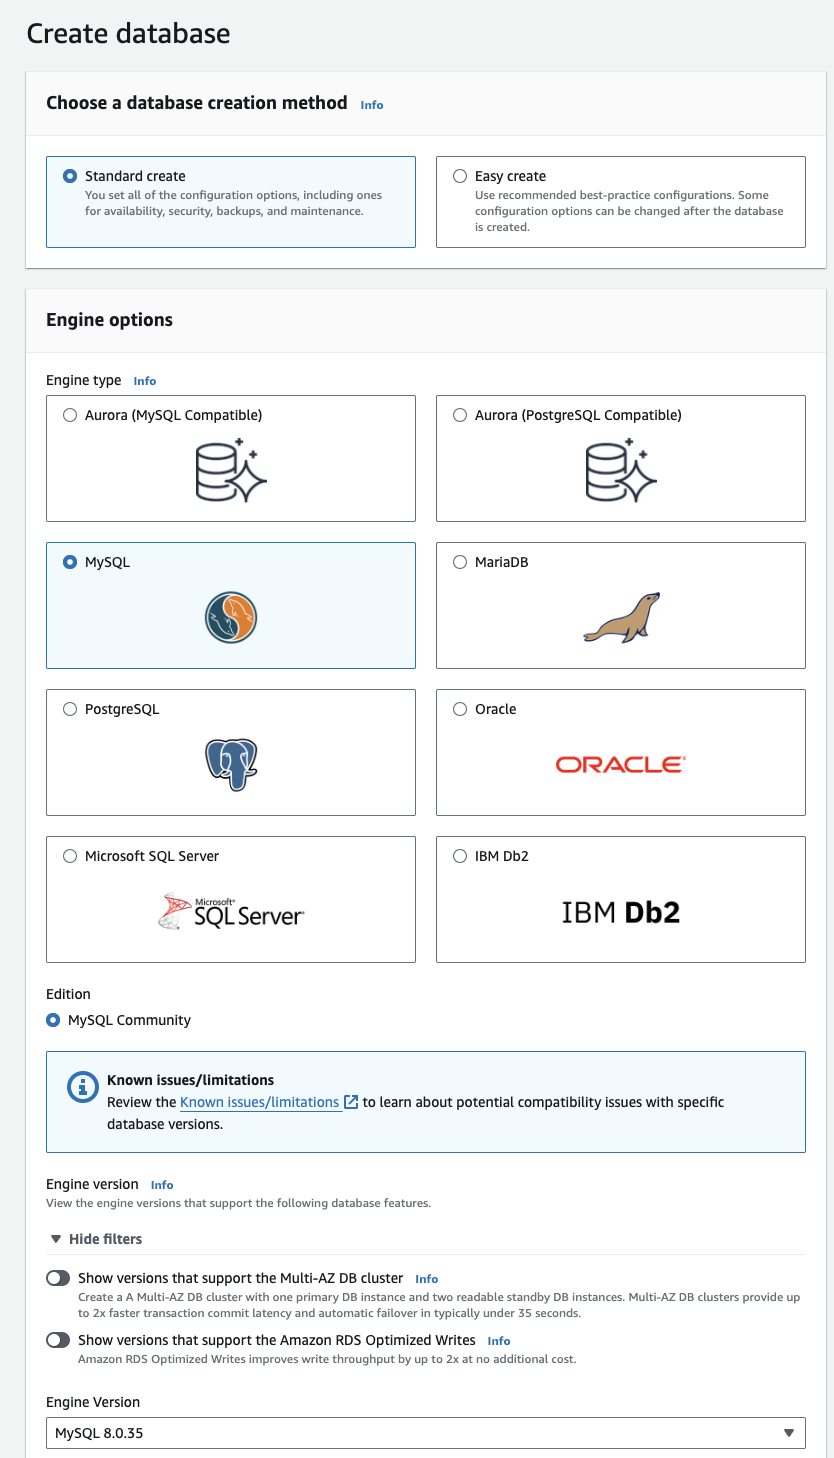 Create database
Choose a database creation method Info
Standard create
You set all of the configuration options, including ones
for availability, security, backups, and maintenance.
Easy create
Use recommended best-practice configurations. Some
configuration options can be changed after the database
is created.
Engine options
Engine type Info
Aurora (MySQL Compatible)
Aurora (PostgreSQL Compatible)
MySQL
MariaDB
PostgreSQL
Oracle
ORACLE
Microsoft SQL Server
Microsoft
SQL Server
IBM Db2
IBM Db2
Edition
MySQL Community
Known issues/limitations
Review the Known issues/limitations to learn about potential compatibility issues with specific
database versions.
Engine version Info
View the engine versions that support the following database features.
Hide filters
Show versions that support the Multi-AZ DB cluster Info
Create a A Multi-AZ DB cluster with one primary DB instance and two readable standby DB instances. Multi-AZ DB clusters provide up
to 2x faster transaction commit latency and automatic failover in typically under 35 seconds.
Show versions that support the Amazon RDS Optimized Writes Info
Amazon RDS Optimized Writes improves write throughput by up to 2x at no additional cost.
Engine Version
MySQL 8.0.35